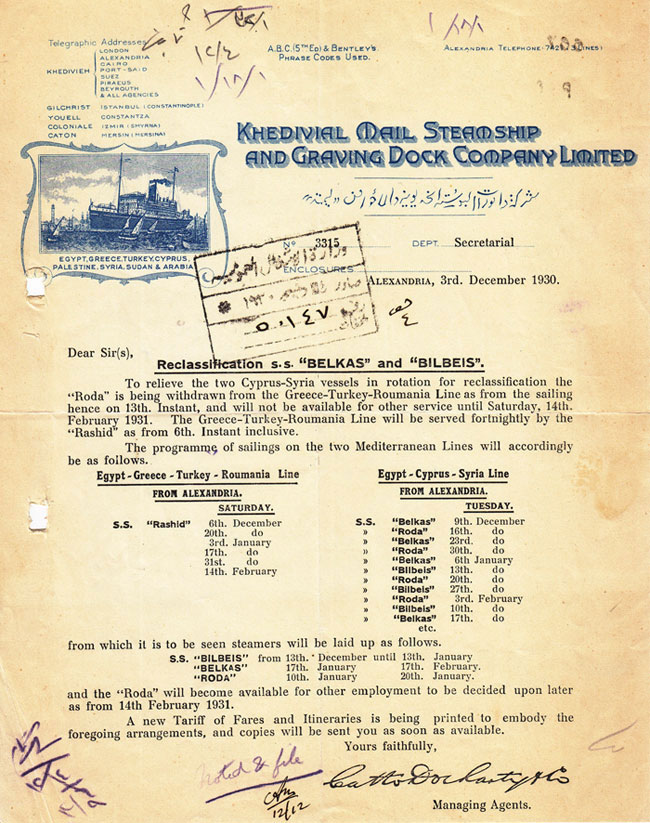 Telegraphic Addresses
KHEDIVIEH
LONDON
ALEXANDRIA
CAIRO
PORT-SAID
SUEZ
PIRAEUS
BEYROUTH
& ALL AGENCIES
GILCHRIST ISTANBUL (CONSTANTINOPLE)
YOUELL CONSTANTZA
COLONIALE IZMIR (SMYRNA)
CATON MERSIN (MERSINA)
A.B.C. (5TH ED) & BENTLEY'S
PHRASE CODES USED.
ALEXANDRIA TELEPHONE
KHEDIVIAL MAIL STEAMSHIP
AND GRAVING DOCK COMPANY LIMITED
EGYPT, GREECE, TURKEY, CYPRUS,
PALESTINE, SYRIA, SUDAN & ARABIA
No 3315 DEPT. Secretarial
ENCLOSURES
ALEXANDRIA, 3rd. December 1930.
٥٠١٤٧
Dear Sir(s),
Reclassification s.s. "BELKAS" and "BILBEIS".
To relieve the two Cyprus-Syria vessels in rotation for reclassification the
"Roda" is being withdrawn from the Greece-Turkey-Roumania Line as from the sailing
hence on 13th. Instant, and will not be available for other service until Saturday, 14th.
February 1931. The Greece-Turkey-Roumania Line will be served fortnightly by the
"Rashid" as from 6th. Instant inclusive.
The programme of sailings on the two Mediterranean Lines will accordingly
be as follows.
Egypt-Greece-Turkey-Roumania Line
FROM ALEXANDRIA.
SATURDAY.
S.S. "Rashid" 6th. December
20th. do
3rd. January
17th. do
31st. do
14th. February
Egypt-Cyprus-Syria Line
FROM ALEXANDRIA.
TUESDAY.
S.S. "Belkas" 9th. December
» "Roda" 16th. do
» "Belkas" 23rd. do
» "Roda" 30th. do
» "Belkas" 6th January
» "Bilbeis" 13th. do
» "Roda" 20th. do
» "Bilbeis" 27th. do
» "Roda" 3rd. February
» "Bilbeis" 10th. do
» "Belkas" 17th. do
etc.
from which it is to be seen steamers will be laid up as follows.
S.S. "BILBEIS" from 13th. December until 13th. January
"BELKAS" 17th. January 17th. February.
"RODA" 10th. January 20th. January.
and the "Roda" will become available for other employment to be decided upon later
as from 14th February 1931.
A new Tariff of Fares and Itineraries is being printed to embody the
foregoing arrangements, and copies will be sent you as soon as available.
Yours faithfully,
Noted & file
12/12
Managing Agents.